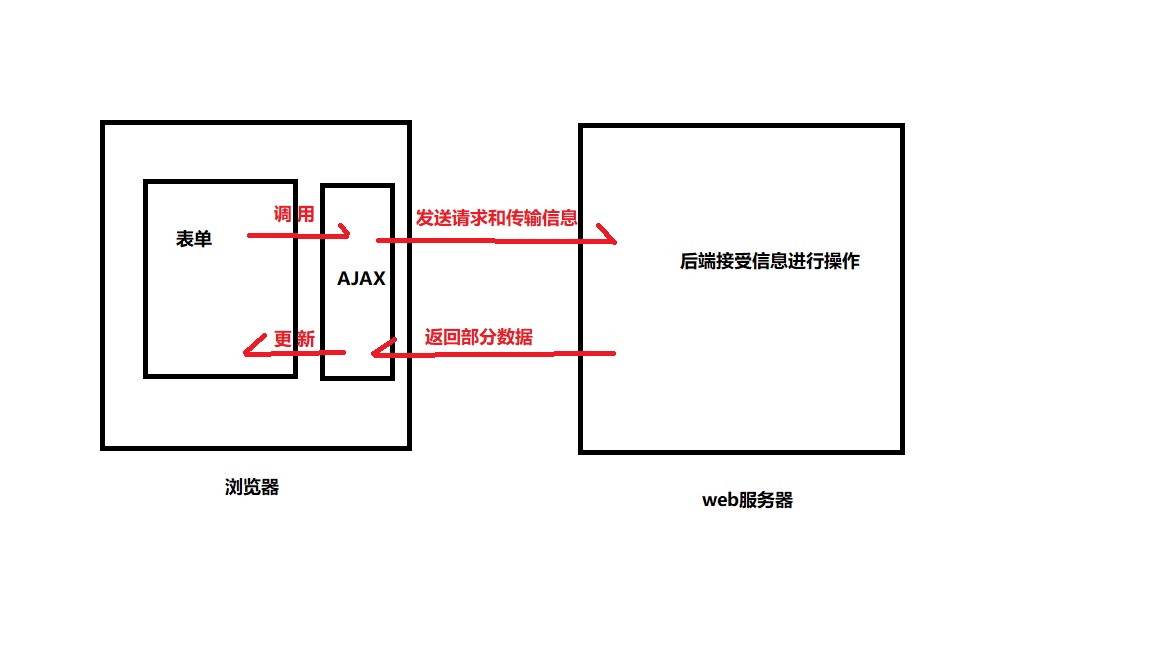 调用
发送请求和传输信息
表单
后端接受信息进行操作
AJAX
更新
返回部分数据
浏览器
web服务器